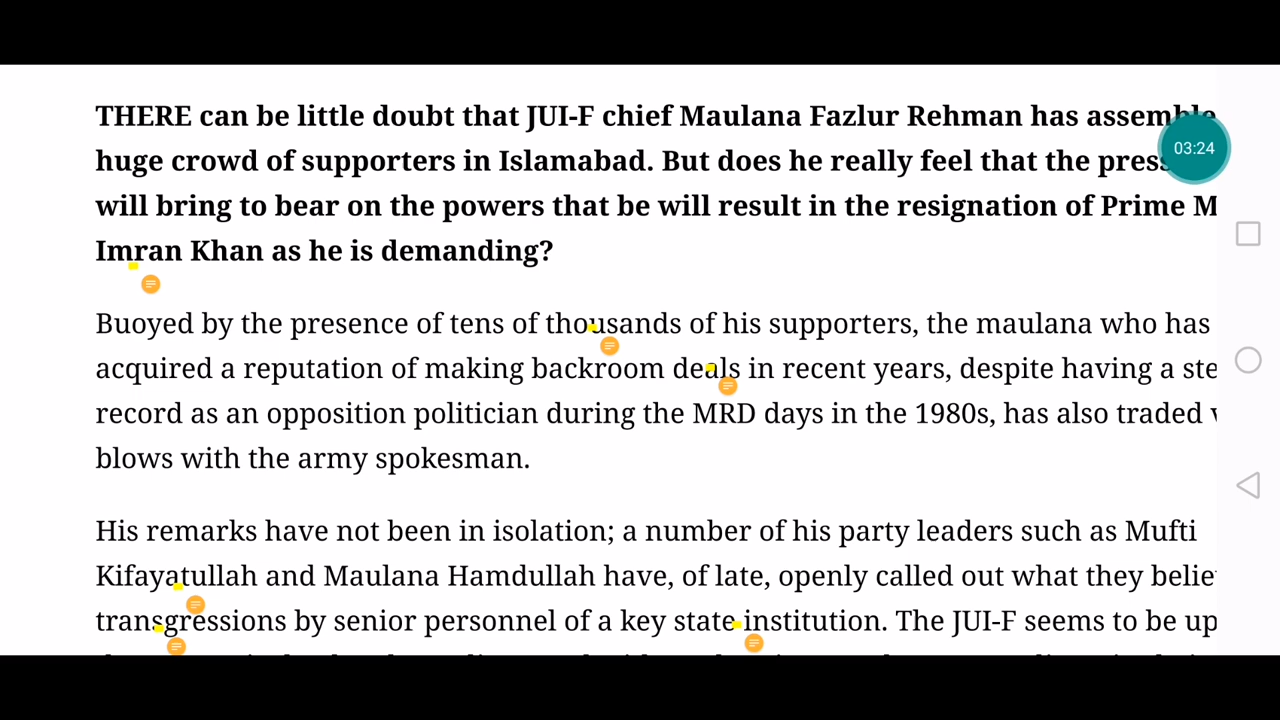 THERE can be little doubt that JUI-F chief Maulana Fazlur Rehman has
03:24
huge crowd of supporters in Islamabad. But does he really feel that the
will bring to bear on the powers that be will result in the resignation of Prime M
Imran Khan as he is demanding?
Buoyed by the presence of tens of thousands of his supporters, the maulana who has
acquired a reputation of making backroom deals in recent years, despite having a
record as an opposition politician during the MRD days in the 1980s, has also traded
blows with the army spokesman.
His remarks have not been in isolation; a number of his party leaders such as Mufti
Kifayatullah and Maulana Hamdullah have, of late, openly called out what they
transgressions by senior personnel of a key state institution. The JUI-F seems to be up